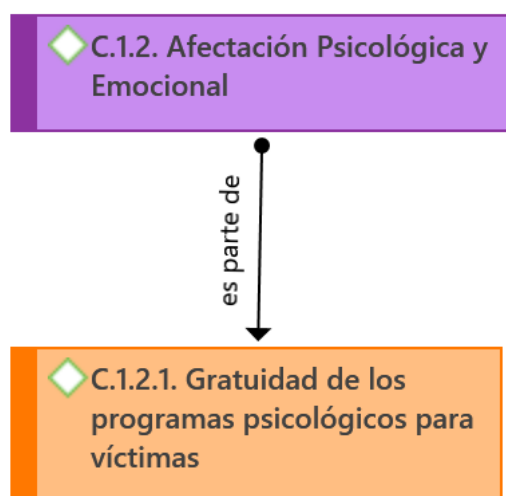 C.1.2. Afectación Psicológica y
Emocional
es parte de
C.1.2.1. Gratuidad de los
programas psicológicos para
víctimas